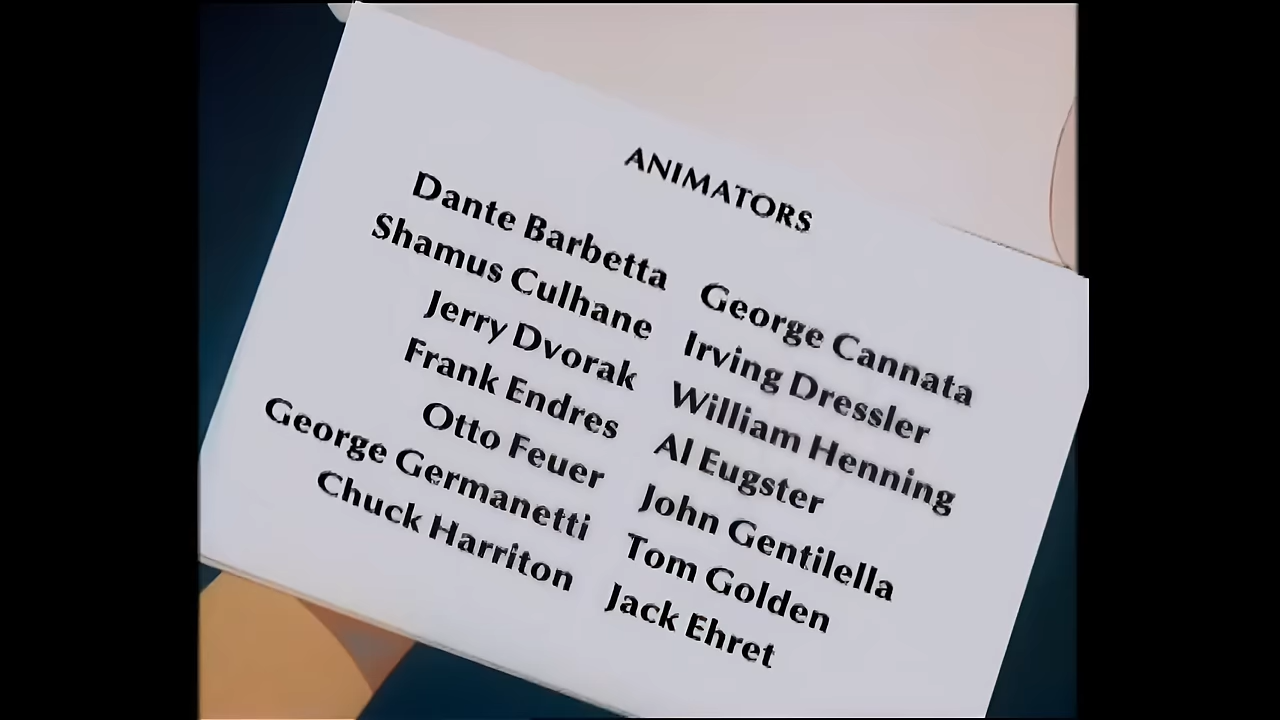 ANIMATORS
Dante Barbetta George Cannata
Shamus Culhane Irving Dressler
Jerry Dvorak William Henning
Frank Endres Al Eugster
Otto Feuer John Gentilella
George Germanetti Tom Golden
Chuck Harriton Jack Ehret